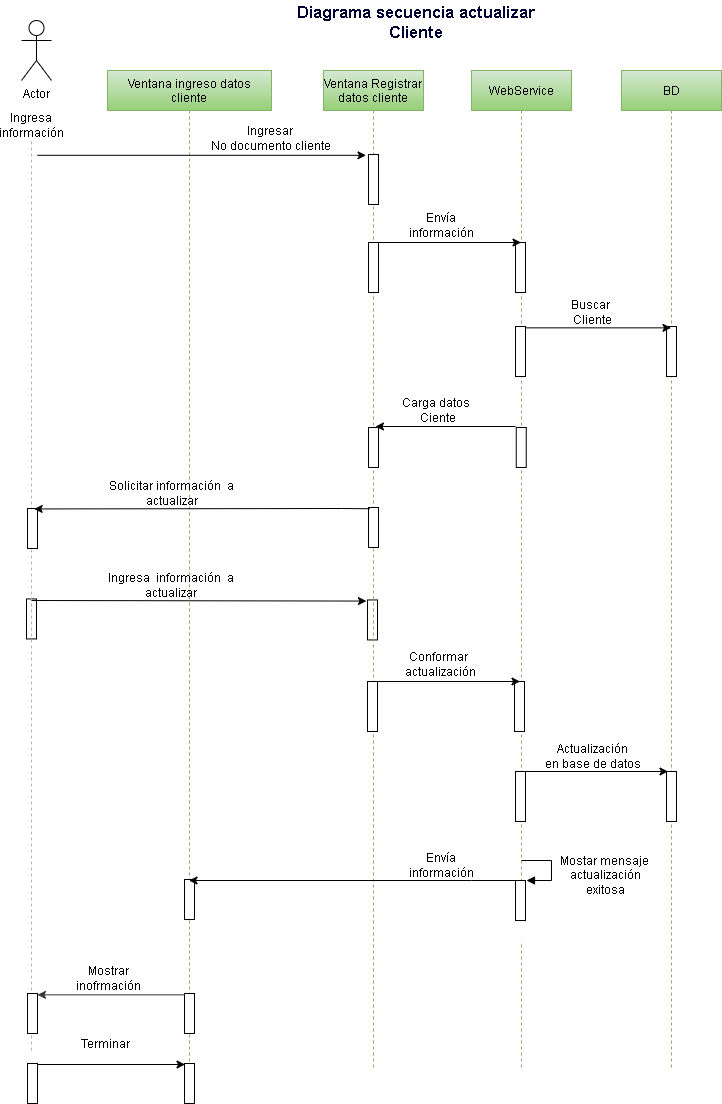 Diagrama secuencia actualizar
Cliente
Actor
Ventana ingreso datos
cliente
Ventana Registrar
datos cliente
WebService
BD
Ingresa
información
Ingresar
No documento cliente
Envía
información
Buscar
Cliente
Carga datos
Ciente
Solicitar información a
actualizar
Ingresa información a
actualizar
Conformar
actualización
Actualización
en base de datos
Envía
información
Mostar mensaje
actualización
exitosa
Mostrar
inofrmación
Terminar